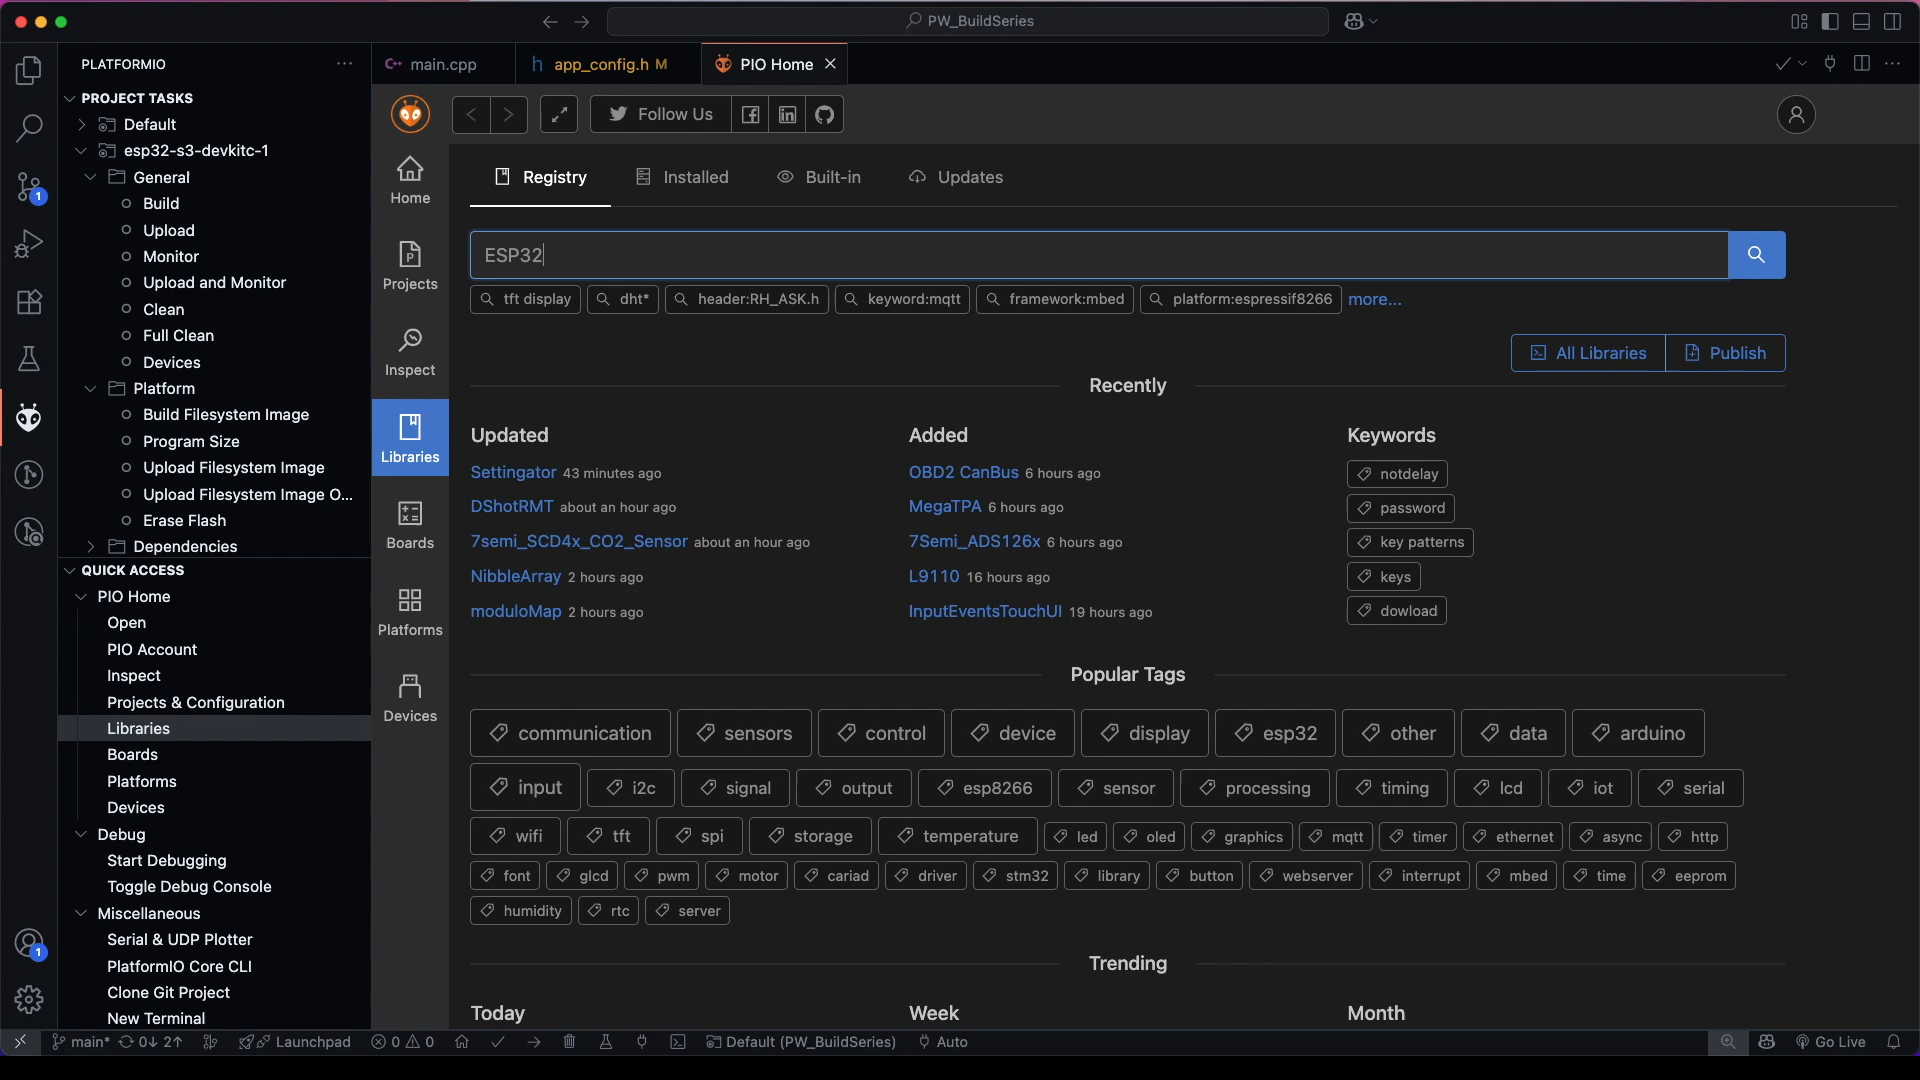 PW_BuildSeries
PLATFORMIO
main.cpp
app_config.h M
PIO Home
PROJECT TASKS
Default
esp32-s3-devkitc-1
General
Build
Upload
Monitor
Upload and Monitor
Clean
Full Clean
Devices
Platform
Build Filesystem Image
Program Size
Upload Filesystem Image
Upload Filesystem Image O...
Erase Flash
Dependencies
QUICK ACCESS
PIO Home
Open
PIO Account
Inspect
Projects & Configuration
Libraries
Boards
Platforms
Devices
Debug
Start Debugging
Toggle Debug Console
Miscellaneous
Serial & UDP Plotter
PlatformIO Core CLI
Clone Git Project
New Terminal
1
1
Follow Us
Home
Projects
Inspect
Libraries
Boards
Platforms
Devices
Registry Installed Built-in Updates
ESP32
tft display dht* header:RH_ASK.h keyword:mqtt framework:mbed platform:espressif8266 more...
All Libraries Publish
Recently
Updated
Settingator 43 minutes ago
DShotRMT about an hour ago
7semi_SCD4x_CO2_Sensor about an hour ago
NibbleArray 2 hours ago
moduloMap 2 hours ago
Added
OBD2 CanBus 6 hours ago
MegaTPA 6 hours ago
7Semi_ADS126x 6 hours ago
L9110 16 hours ago
InputEventsTouchUI 19 hours ago
Keywords
notdelay
password
key patterns
keys
dowload
Popular Tags
communication sensors control device display esp32 other data arduino
input i2c signal output esp8266 sensor processing timing lcd iot serial
wifi tft spi storage temperature led oled graphics mqtt timer ethernet async http
font glcd pwm motor cariad driver stm32 library button webserver interrupt mbed time eeprom
humidity rtc server
Trending
Today Week Month
main* 0↓ 2↑ Launchpad 0 0 Default (PW_BuildSeries) Auto Go Live